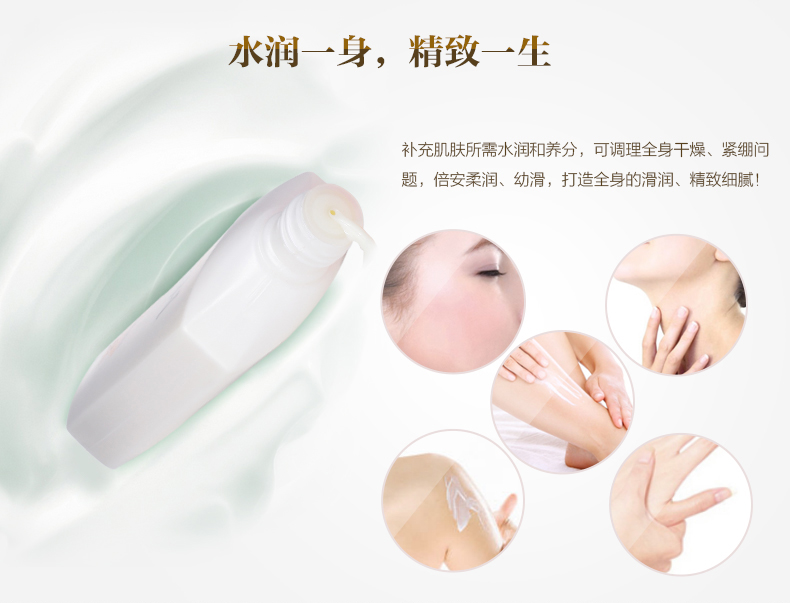 水润一身，精致一生
补充肌肤所需水润和养分，可调理全身干燥、紧绷问
题，倍安柔润、幼滑，打造全身的滑润、精致细腻！